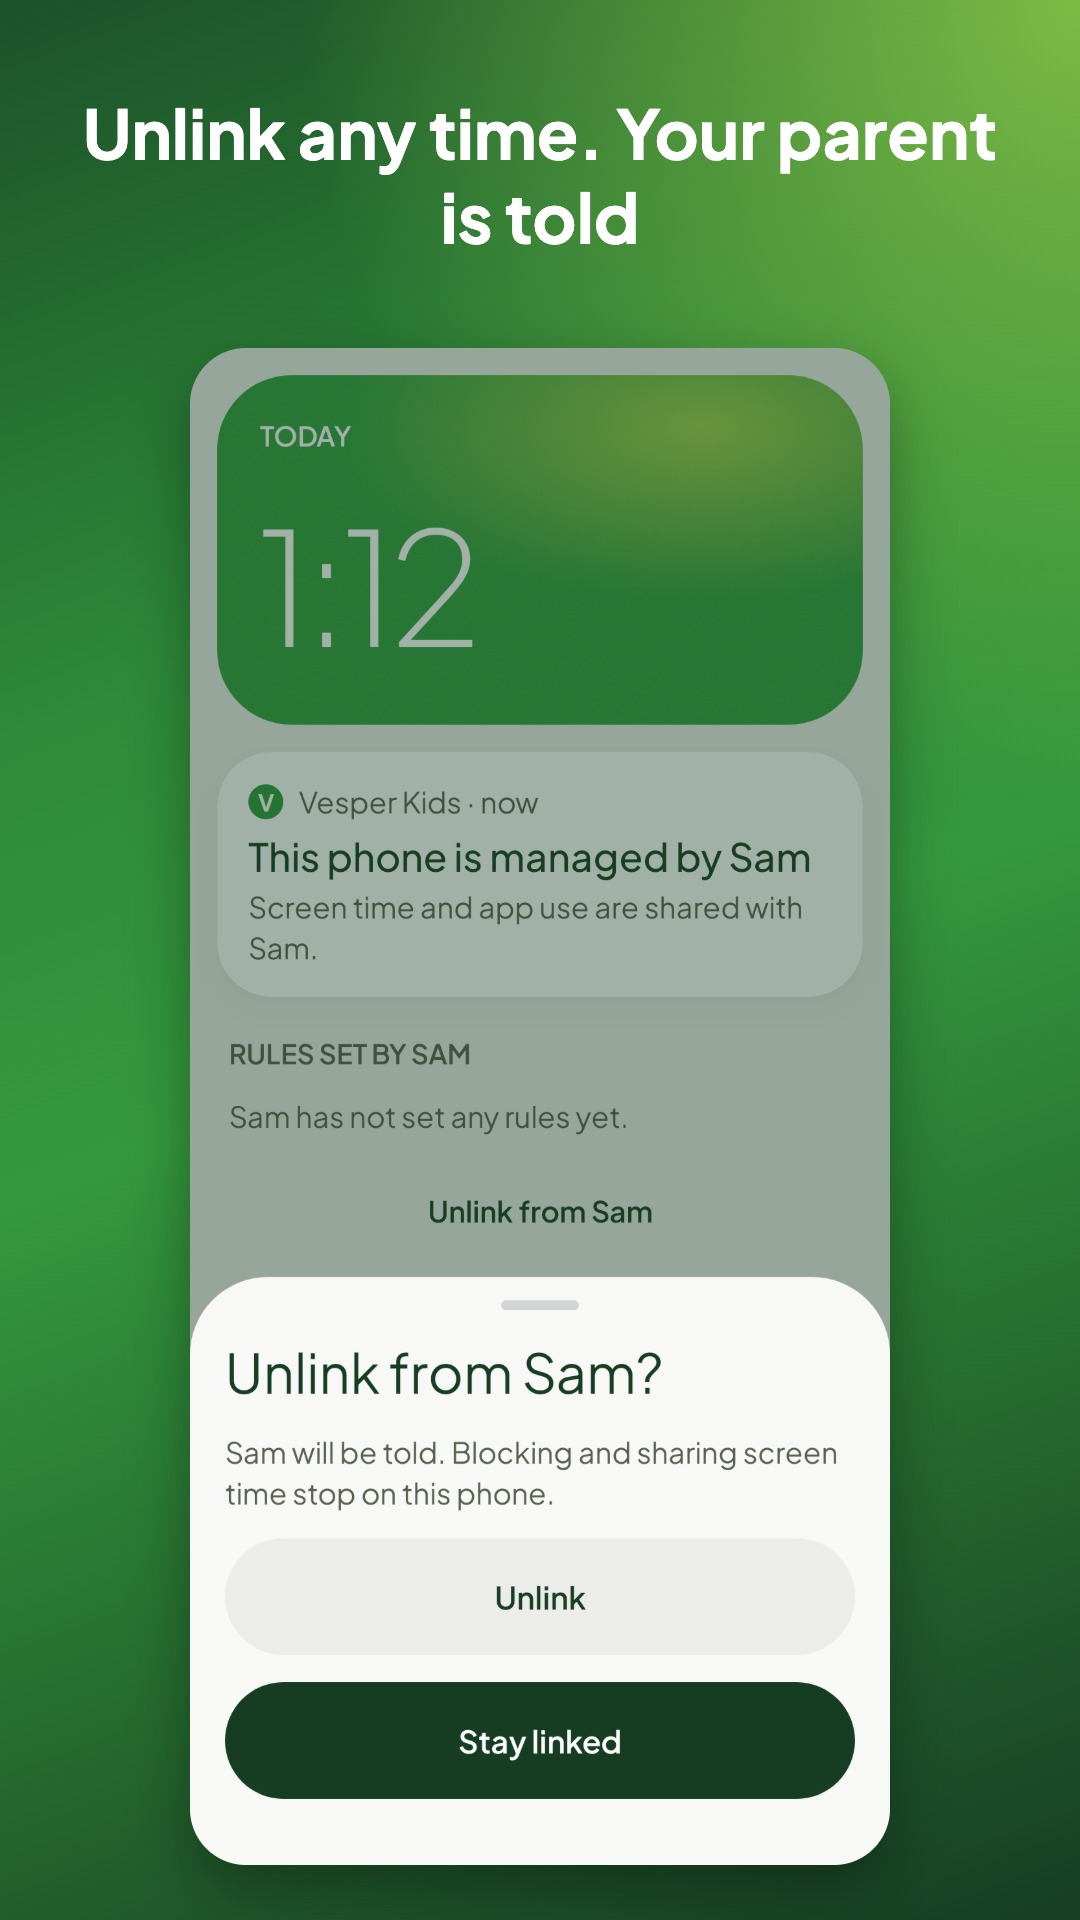 Unlink any time. Your parent
is told
TODAY
1:12
V Vesper Kids · now
This phone is managed by Sam
Screen time and app use are shared with
Sam.
RULES SET BY SAM
Sam has not set any rules yet.
Unlink from Sam
Unlink from Sam?
Sam will be told. Blocking and sharing screen
time stop on this phone.
Unlink
Stay linked